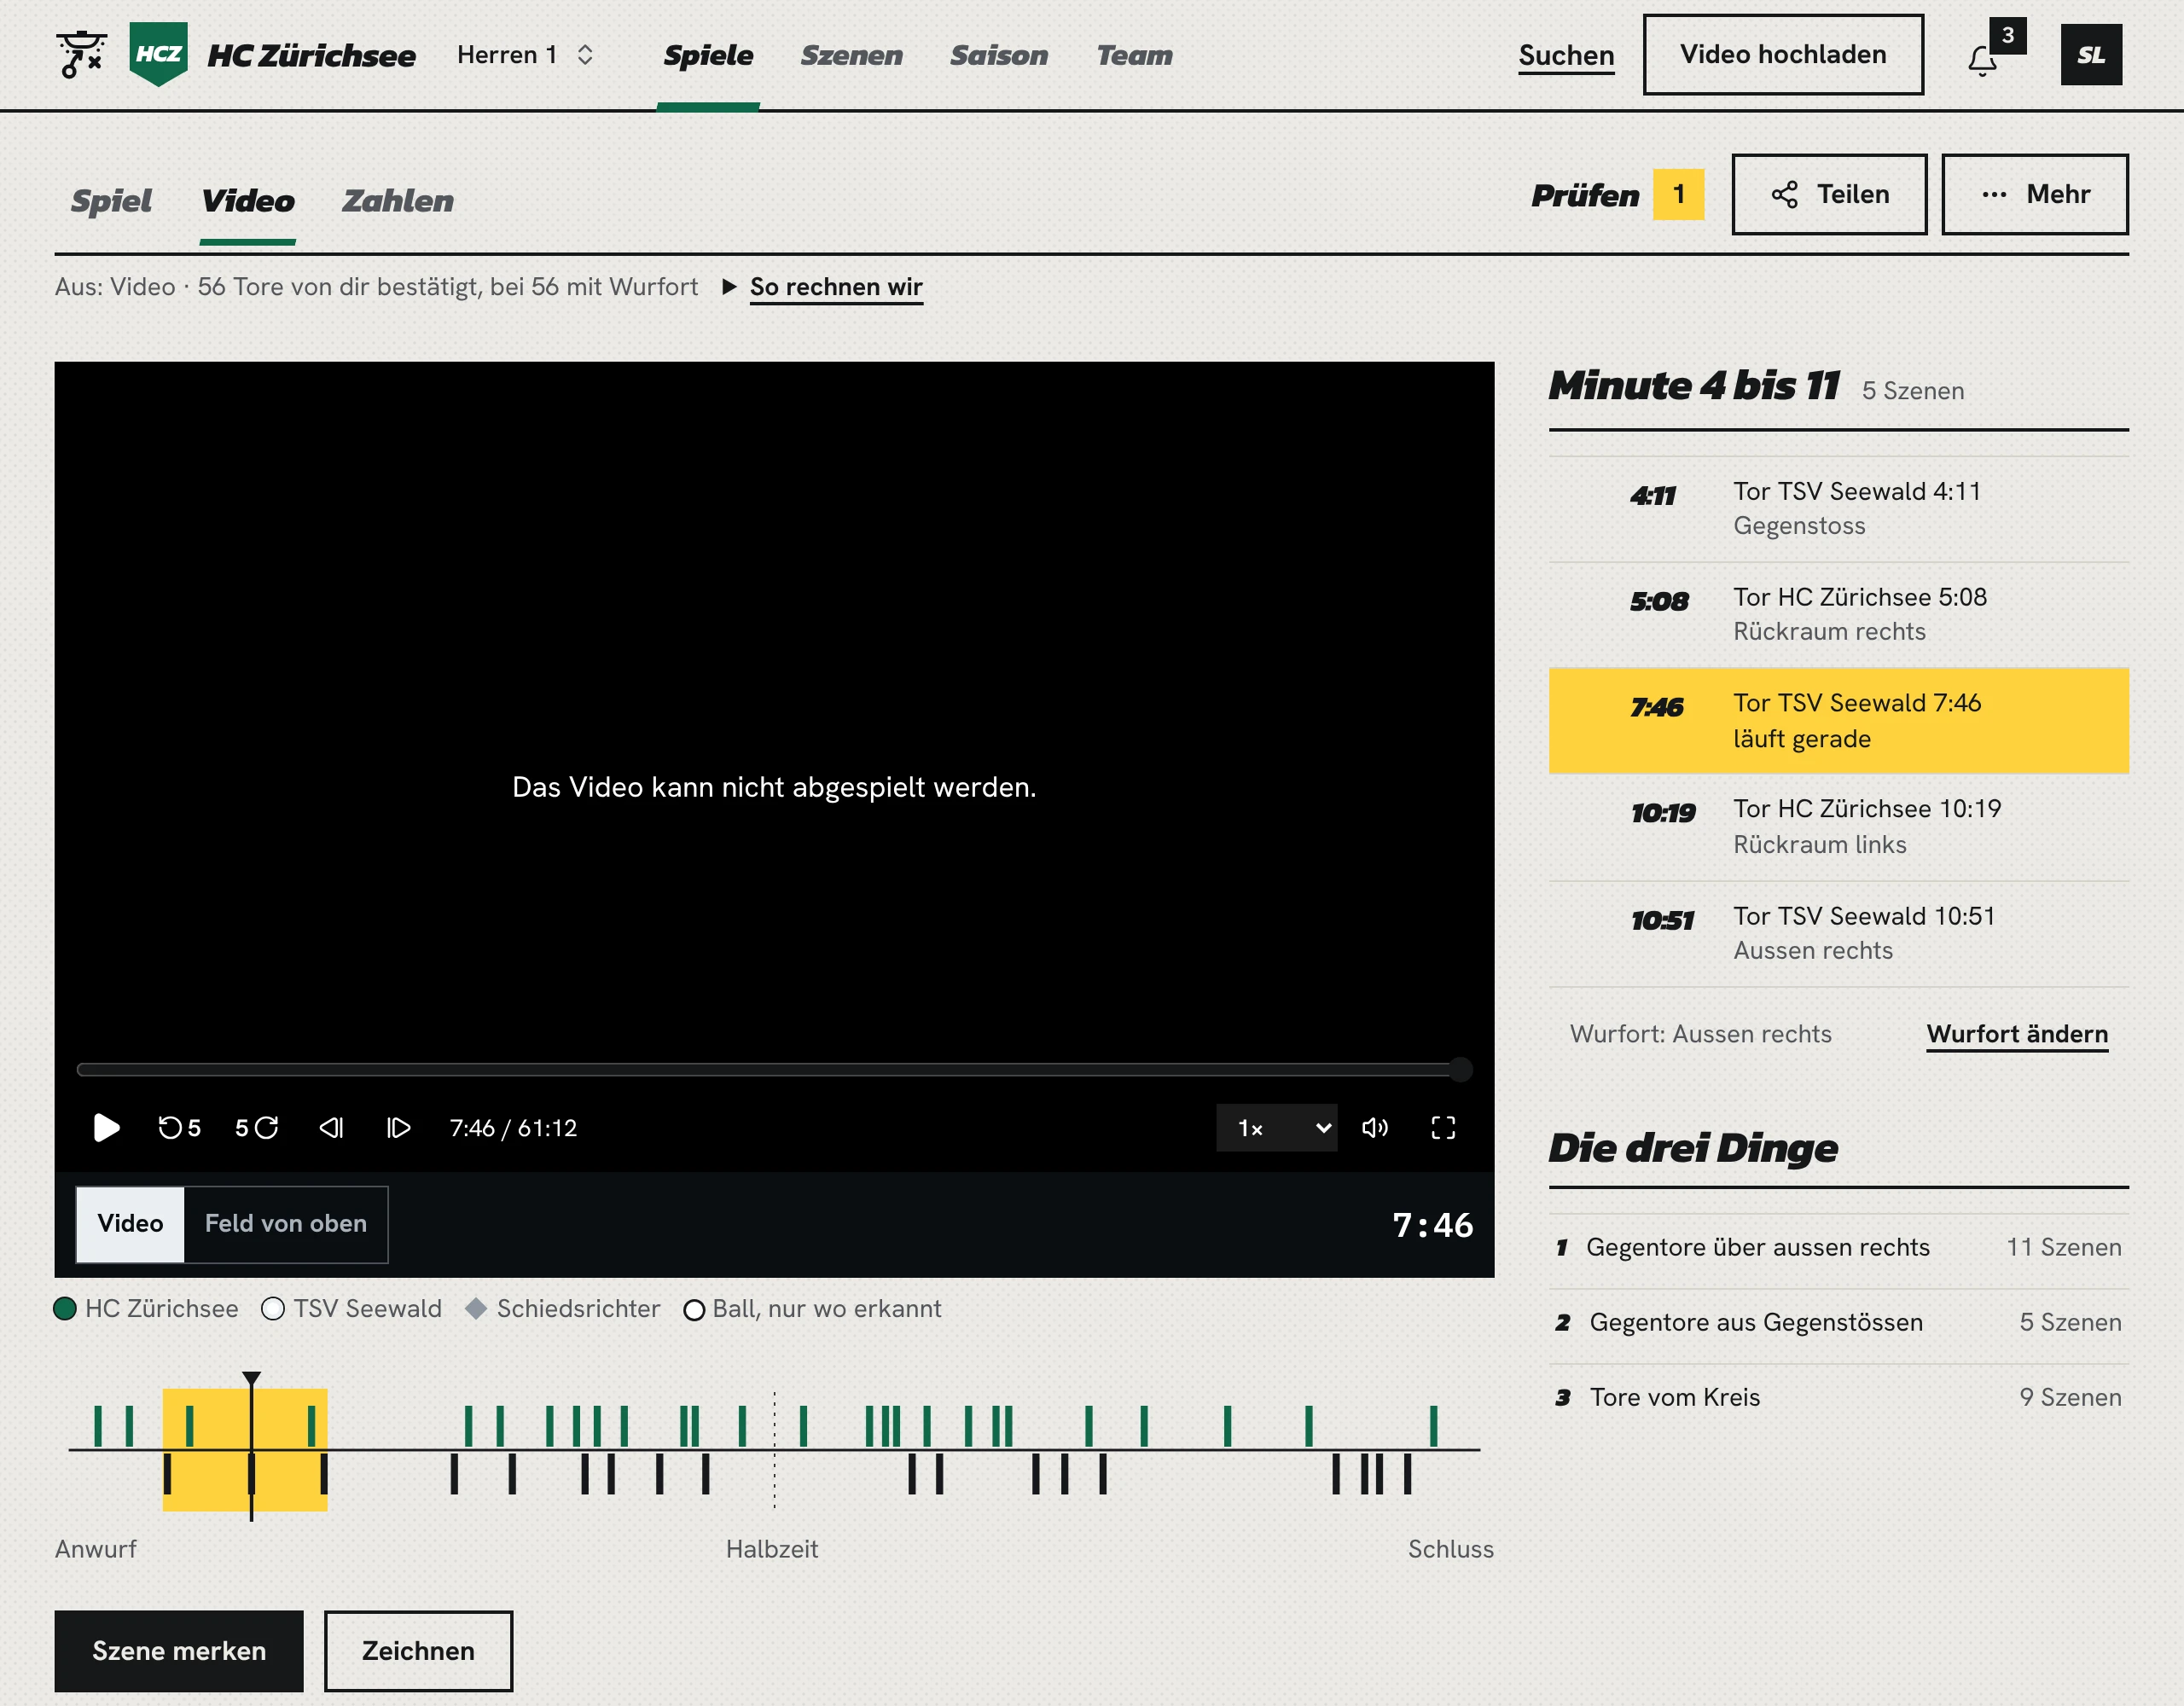 HCZ HC Zürichsee Herren 1 Spiele Szenen Saison Team Suchen Video hochladen 3 SL
Spiel Video Zahlen Prüfen 1 Teilen Mehr
Aus: Video · 56 Tore von dir bestätigt, bei 56 mit Wurfort ▶ So rechnen wir
Das Video kann nicht abgespielt werden.
5 5 7:46 / 61:12 1×
Video Feld von oben 7:46
HC Zürichsee TSV Seewald Schiedsrichter Ball, nur wo erkannt
Anwurf Halbzeit Schluss
Szene merken Zeichnen
Minute 4 bis 11 5 Szenen
4:11 Tor TSV Seewald 4:11
Gegenstoss
5:08 Tor HC Zürichsee 5:08
Rückraum rechts
7:46 Tor TSV Seewald 7:46
läuft gerade
10:19 Tor HC Zürichsee 10:19
Rückraum links
10:51 Tor TSV Seewald 10:51
Aussen rechts
Wurfort: Aussen rechts Wurfort ändern
Die drei Dinge
1 Gegentore über aussen rechts 11 Szenen
2 Gegentore aus Gegenstössen 5 Szenen
3 Tore vom Kreis 9 Szenen